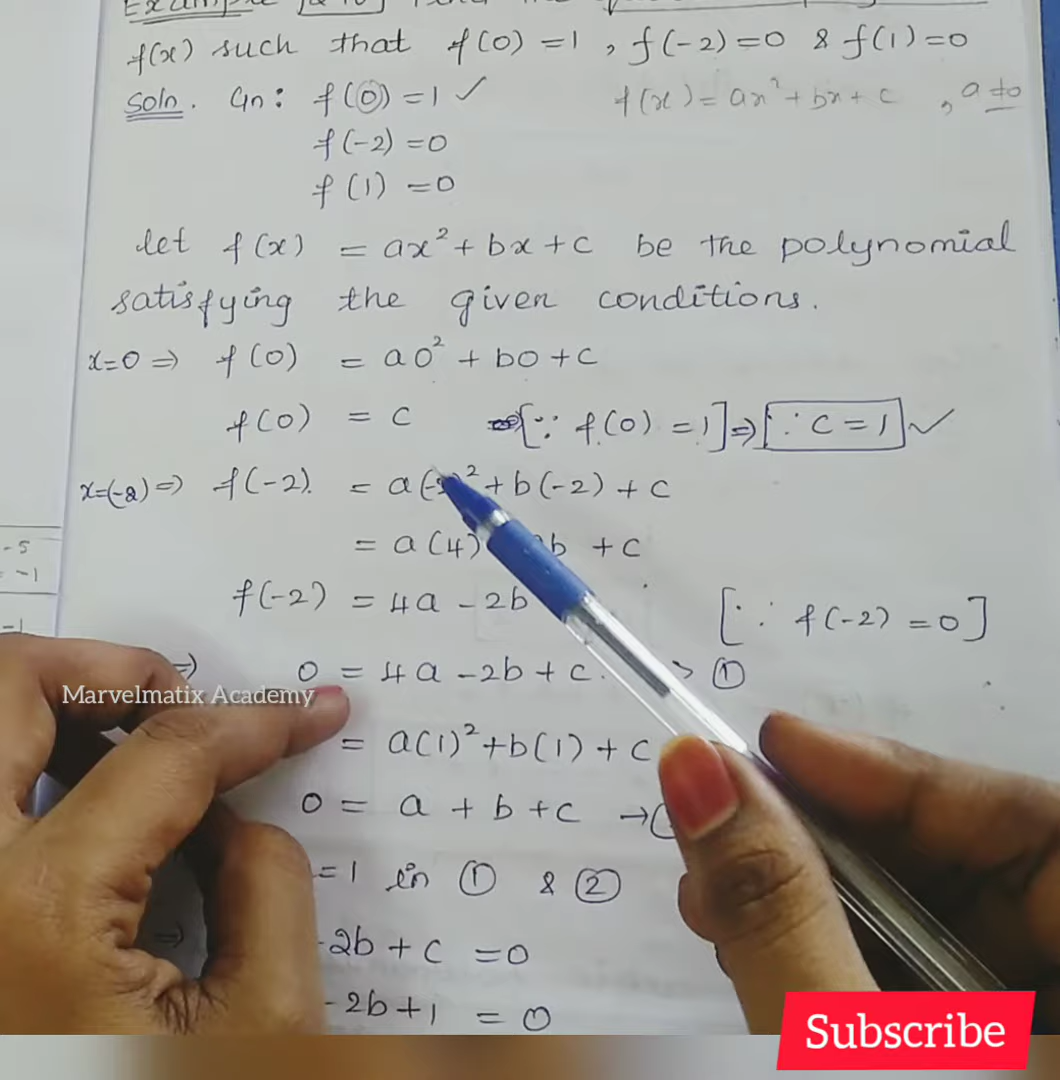 f(x) such that f(0) = 1, f(-2) = 0 & f(1) = 0
Soln. Gn: f(0) = 1 ✓ f(x) = ax² + bx + c , a ≠ 0
f(-2) = 0
f(1) = 0
let f(x) = ax² + bx + c be the polynomial
satisfying the given conditions.
x=0 ⇒ f(0) = a0² + b0 + c
f(0) = c [∵ f(0) = 1] ⇒ ∵ c = 1 ✓
x=(-2) ⇒ f(-2) = a(-2)² + b(-2) + c
= a(4) 2b + c
f(-2) = 4a - 2b [∵ f(-2) = 0]
⇒ 0 = 4a - 2b + c. > ①
= a(1)² + b(1) + c
0 = a + b + c →
=1 in ① & ②
⇒ -2b + c = 0
-2b + 1 = 0
-5
= -1
-1
Marvelmatix Academy
Subscribe